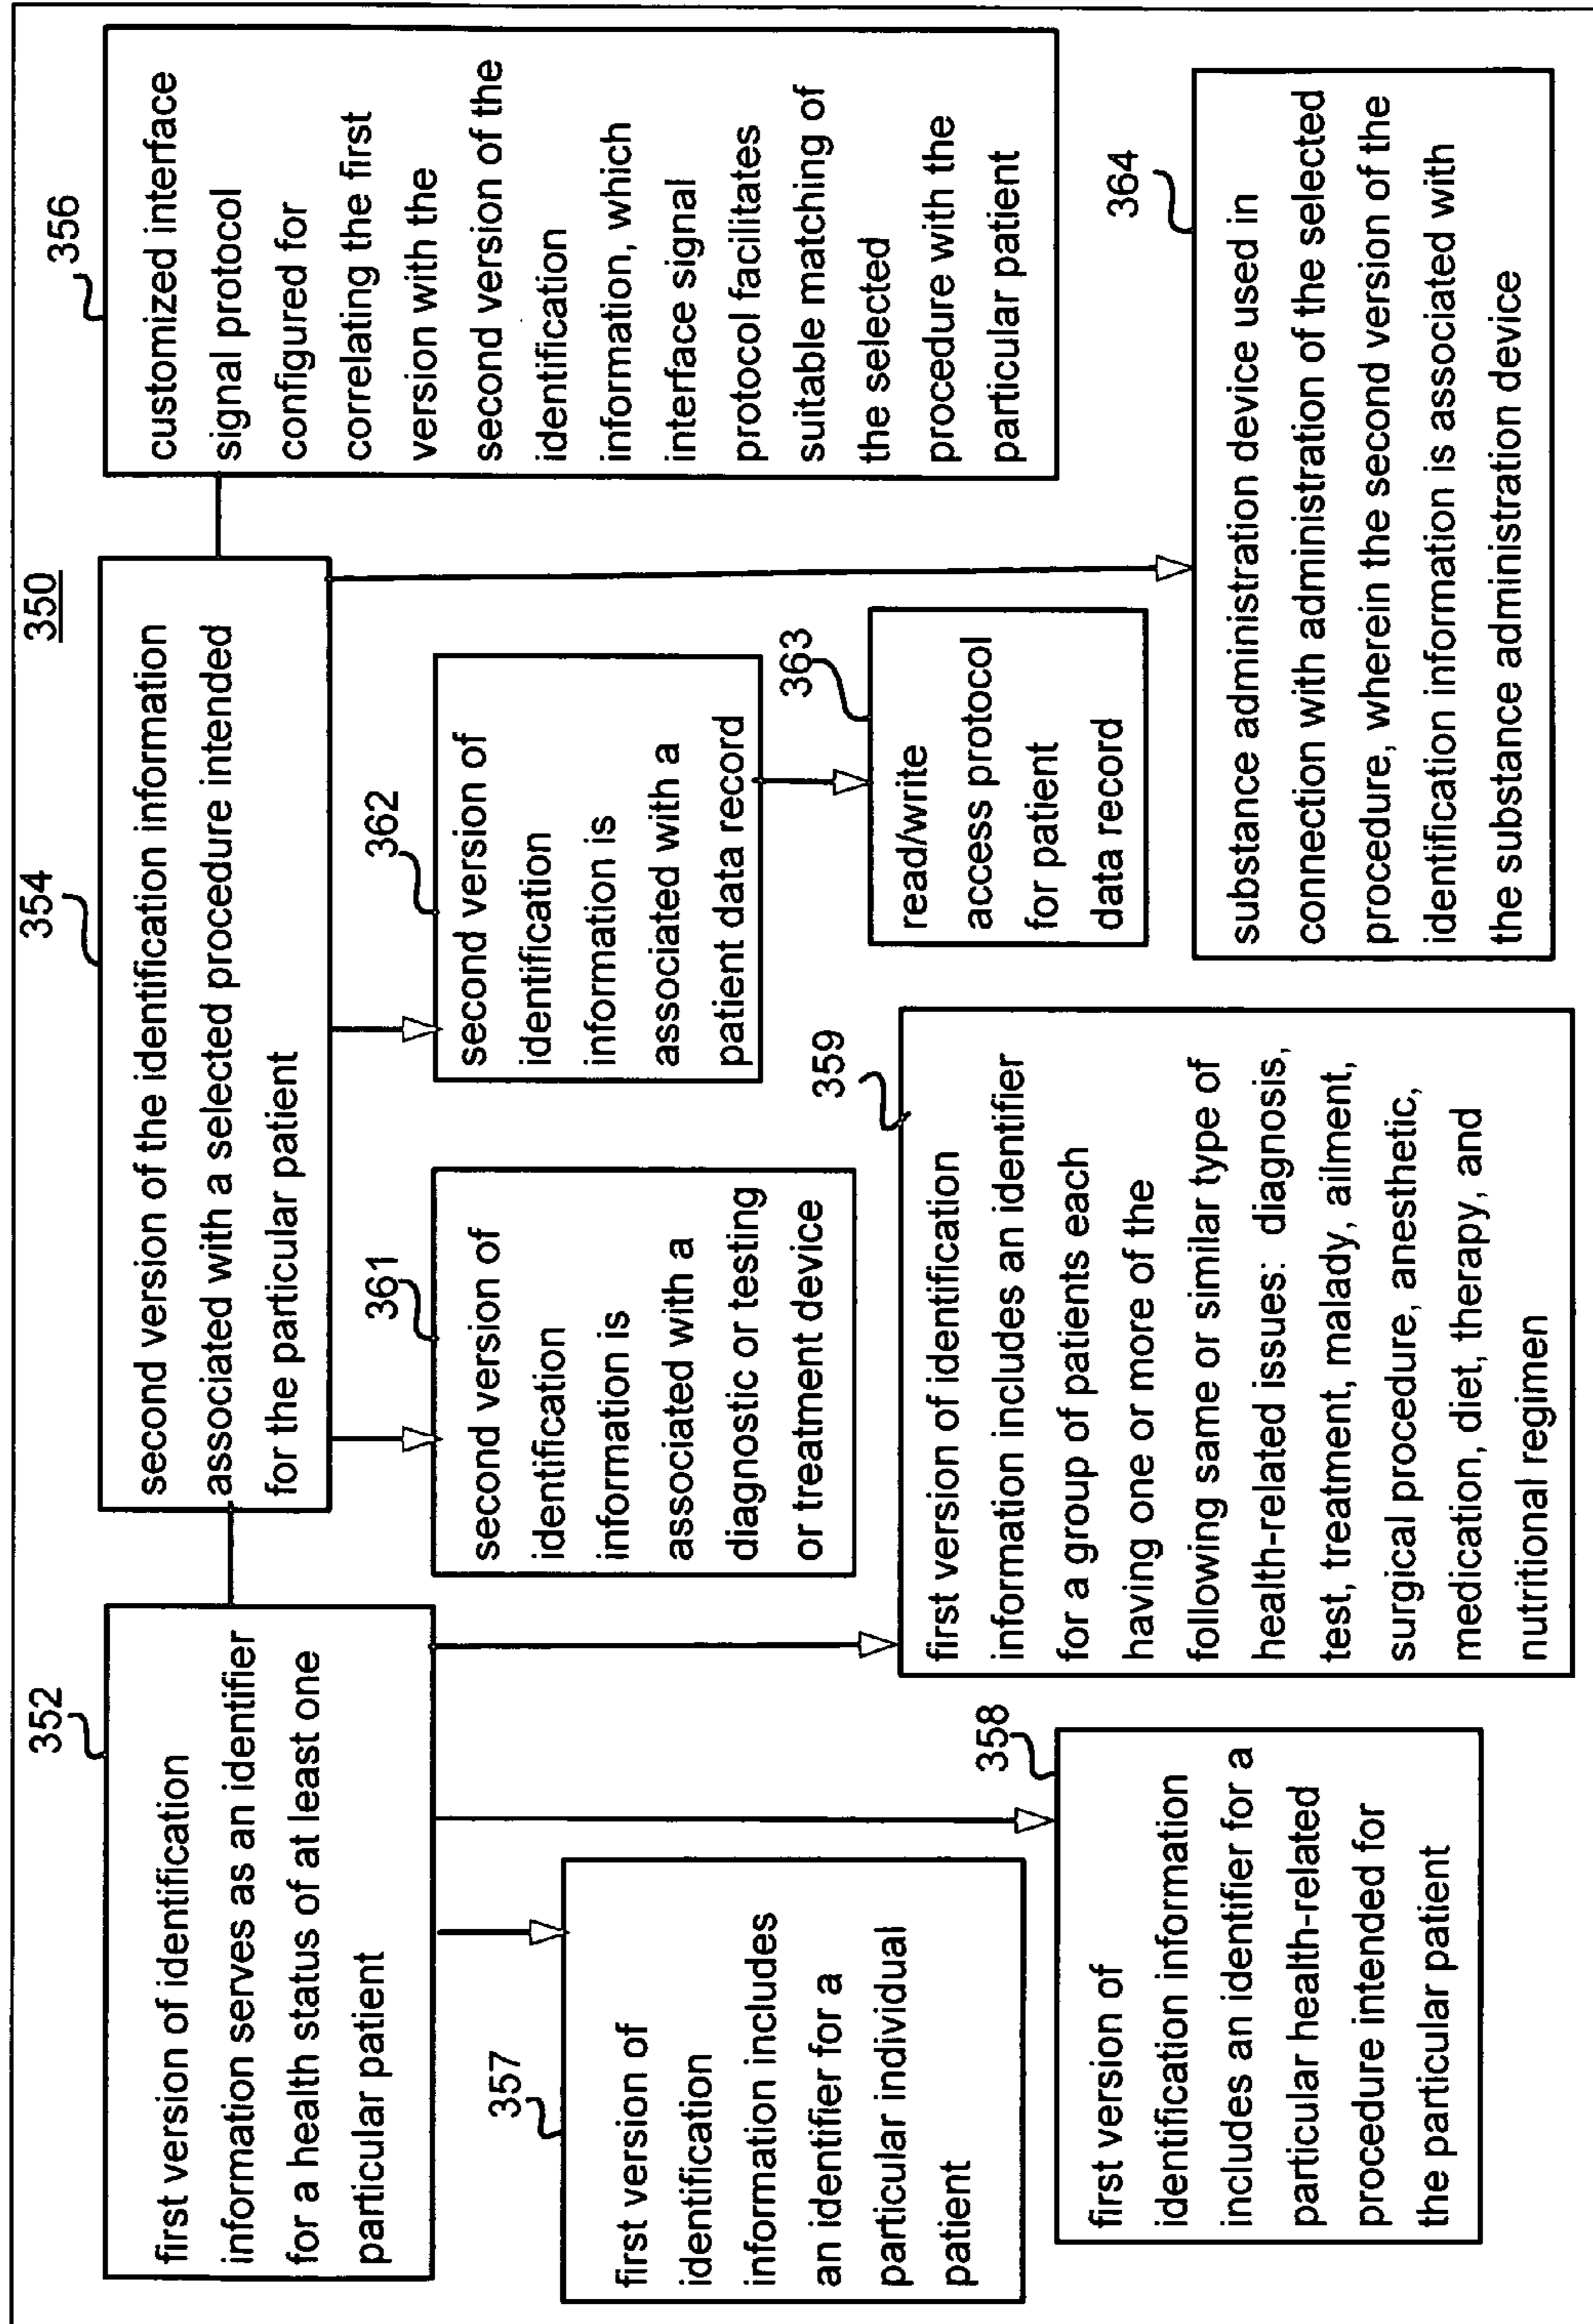 350
352
first version of identification
information serves as an identifier
for a health status of at least one
particular patient
354
second version of the identification information
associated with a selected procedure intended
for the particular patient
356
customized interface
signal protocol
configured for
correlating the first
version with the
second version of the
identification
information, which
interface signal
protocol facilitates
suitable matching of
the selected
procedure with the
particular patient
357
first version of
identification
information includes
an identifier for a
particular individual
patient
361
second version of
identification
information is
associated with a
diagnostic or testing
or treatment device
362
second version of
identification
information is
associated with a
patient data record
363
read/write
access protocol
for patient
data record
358
first version of
identification information
includes an identifier for a
particular health-related
procedure intended for
the particular patient
359
first version of identification
information includes an identifier
for a group of patients each
having one or more of the
following same or similar type of
health-related issues: diagnosis,
test, treatment, malady, ailment,
surgical procedure, anesthetic,
medication, diet, therapy, and
nutritional regimen
364
substance administration device used in
connection with administration of the selected
procedure, wherein the second version of the
identification information is associated with
the substance administration device